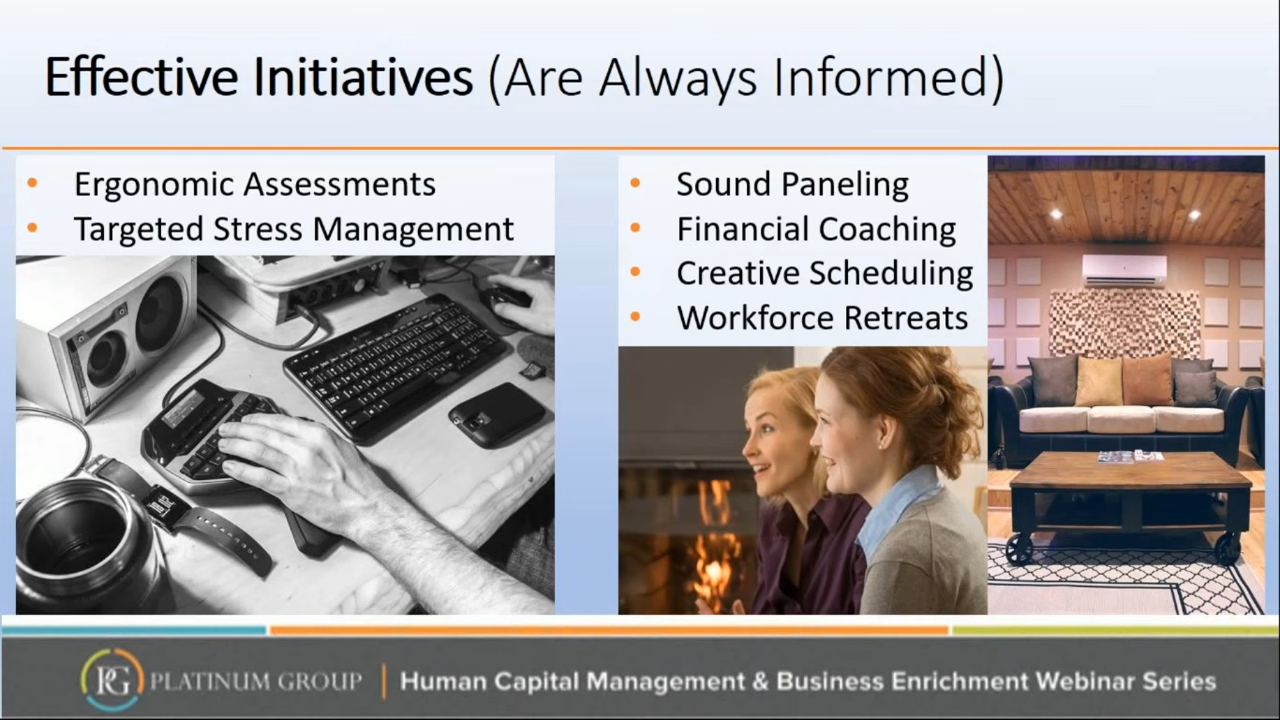 Effective Initiatives (Are Always Informed)
Ergonomic Assessments
Targeted Stress Management
Sound Paneling
Financial Coaching
Creative Scheduling
Workforce Retreats
PG PLATINUM GROUP
Human Capital Management & Business Enrichment Webinar Series